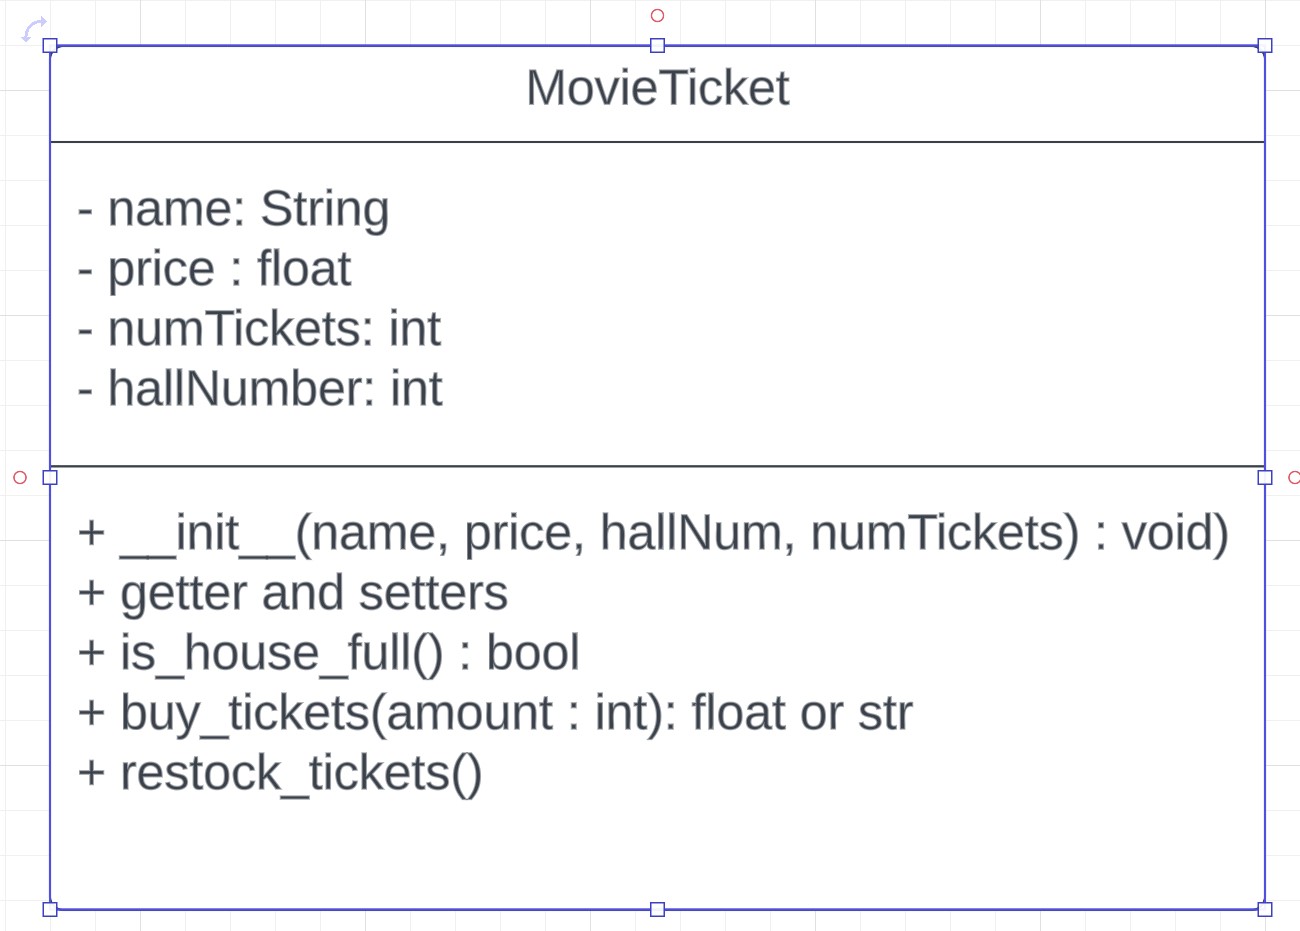 MovieTicket
- name: String
- price : float
- numTickets: int
- hallNumber: int
+ __init__(name, price, hallNum, numTickets) : void)
+ getter and setters
+ is_house_full() : bool
+ buy_tickets(amount : int): float or str
+ restock_tickets()